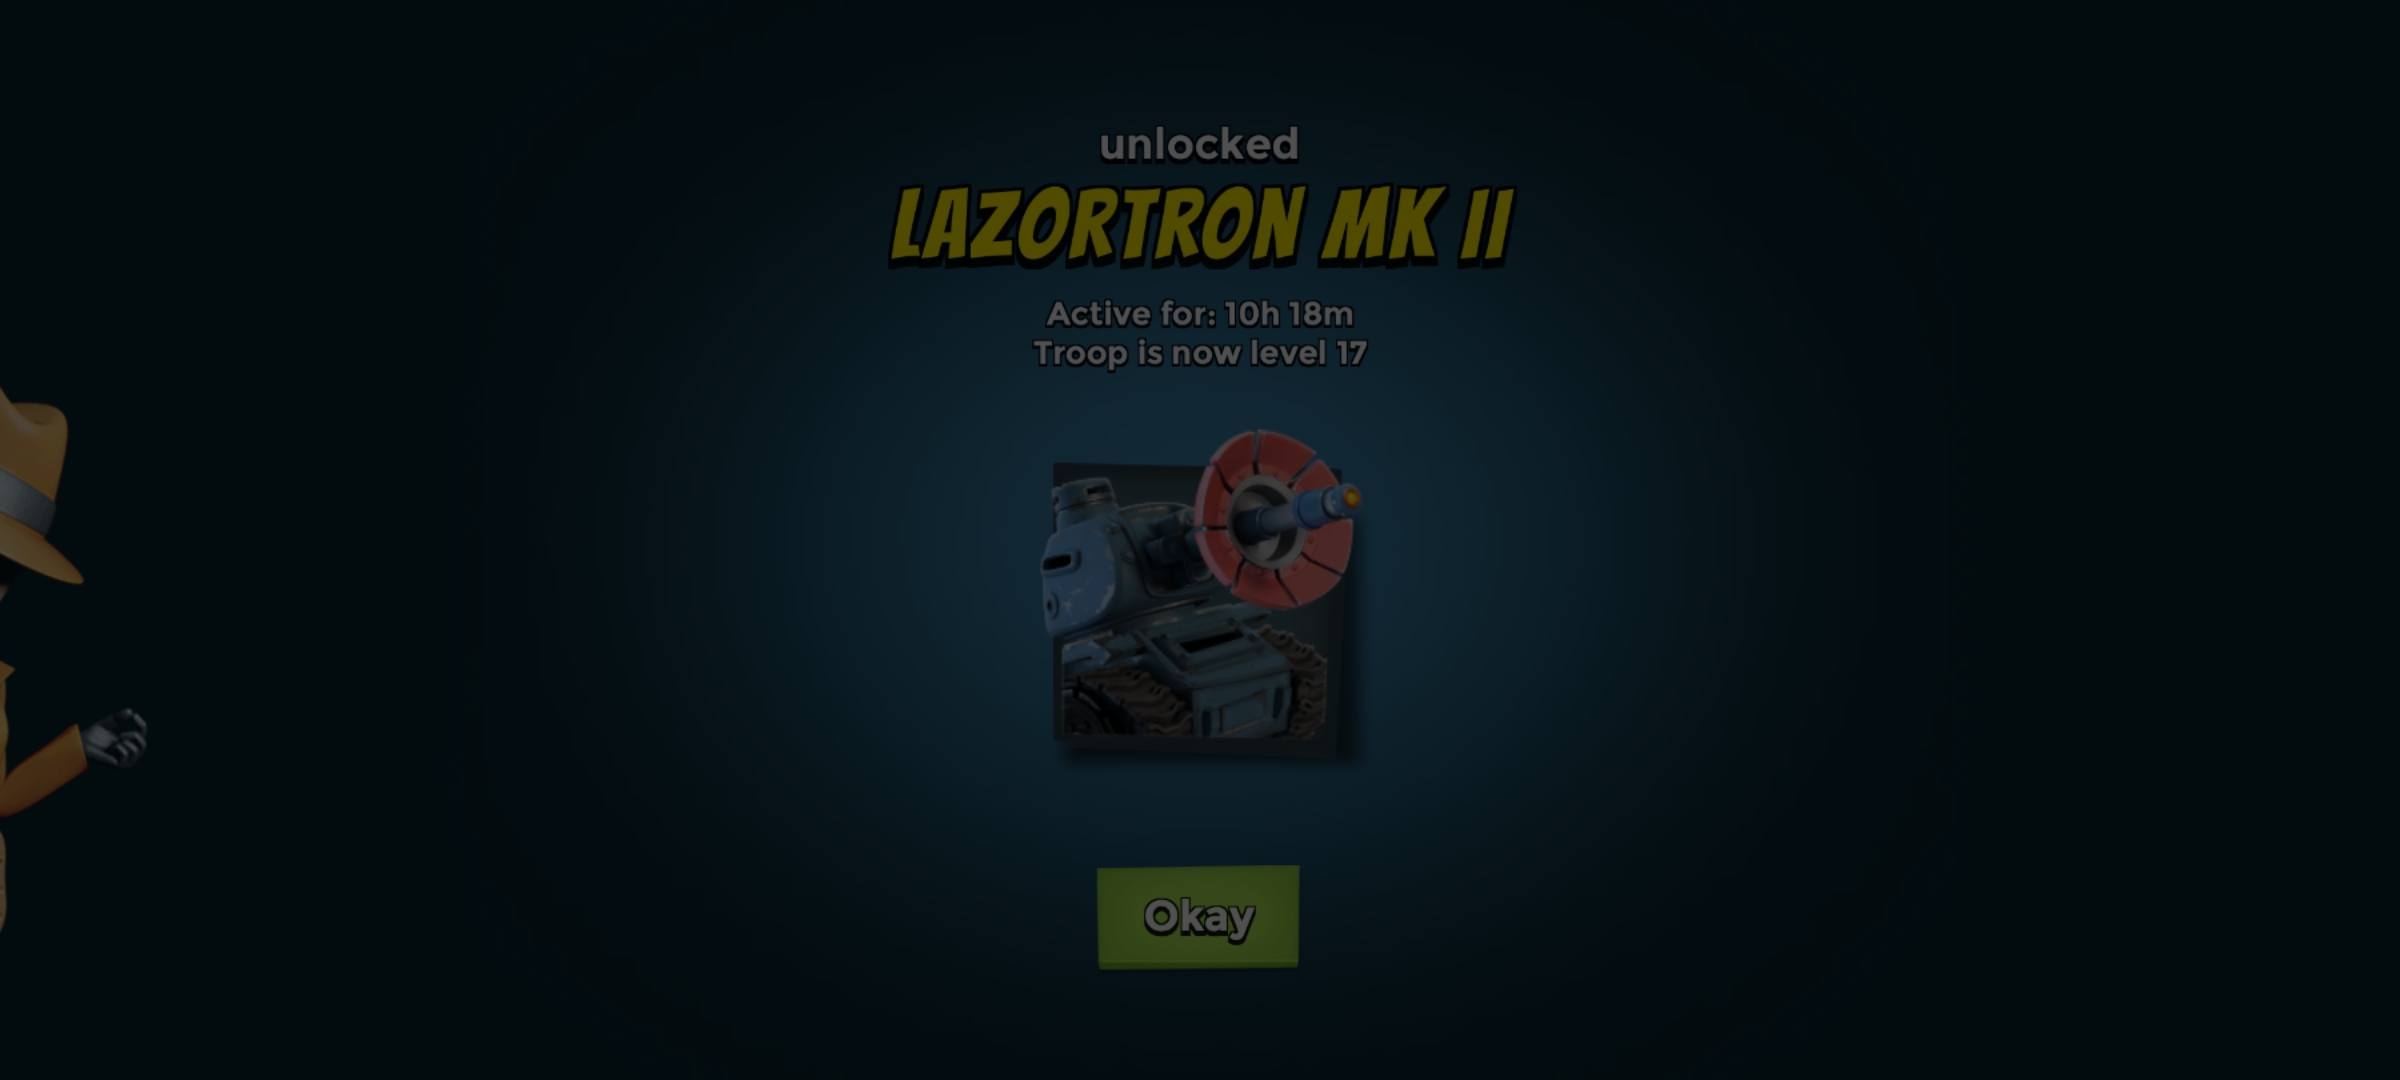 unlocked
LAZORTRON MK II
Active for: 10h 18m
Troop is now level 17
Okay